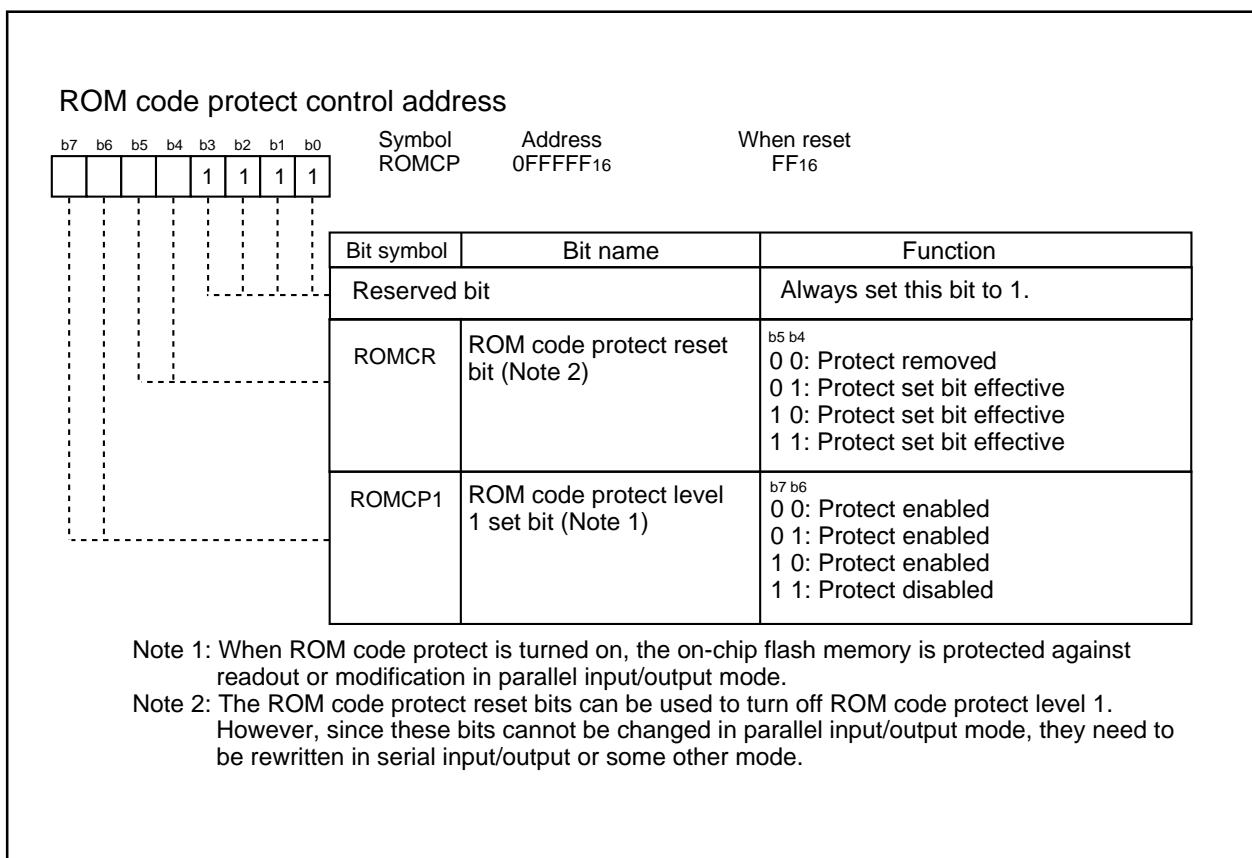 ROM code protect control address
b7 b6 b5 b4 b3 b2 b1 b0
Symbol Address When reset
ROMCP 0FFFFF16 FF16
1 1 1 1
Bit symbol Bit name Function
Reserved bit Always set this bit to 1.
ROMCR ROM code protect reset
bit (Note 2)
b5 b4
0 0: Protect removed
0 1: Protect set bit effective
1 0: Protect set bit effective
1 1: Protect set bit effective
ROMCP1 ROM code protect level
1 set bit (Note 1)
b7 b6
0 0: Protect enabled
0 1: Protect enabled
1 0: Protect enabled
1 1: Protect disabled
Note 1: When ROM code protect is turned on, the on-chip flash memory is protected against
readout or modification in parallel input/output mode.
Note 2: The ROM code protect reset bits can be used to turn off ROM code protect level 1.
However, since these bits cannot be changed in parallel input/output mode, they need to
be rewritten in serial input/output or some other mode.